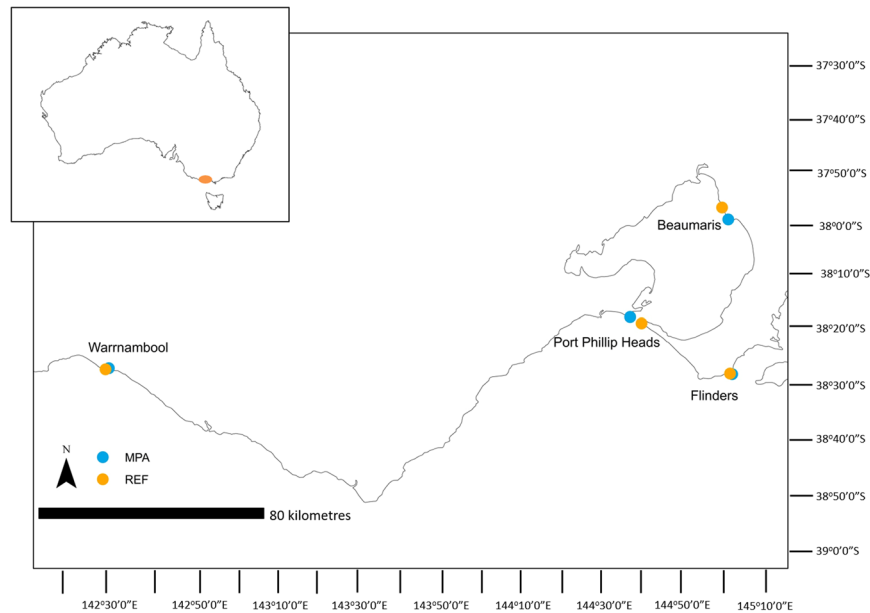 37°30'0"S
37°40'0"S
37°50'0"S
Beaumaris
38°0'0"S
38°10'0"S
38°20'0"S
Port Phillip Heads
Warrnambool
38°30'0"S
Flinders
38°40'0"S
N
MPA
REF
38°50'0"S
80 kilometres
39°0'0"S
142°30'0"E
142°50'0"E
143°10'0"E
143°30'0"E
143°50'0"E
144°10'0"E
144°30'0"E
144°50'0"E
145°10'0"E